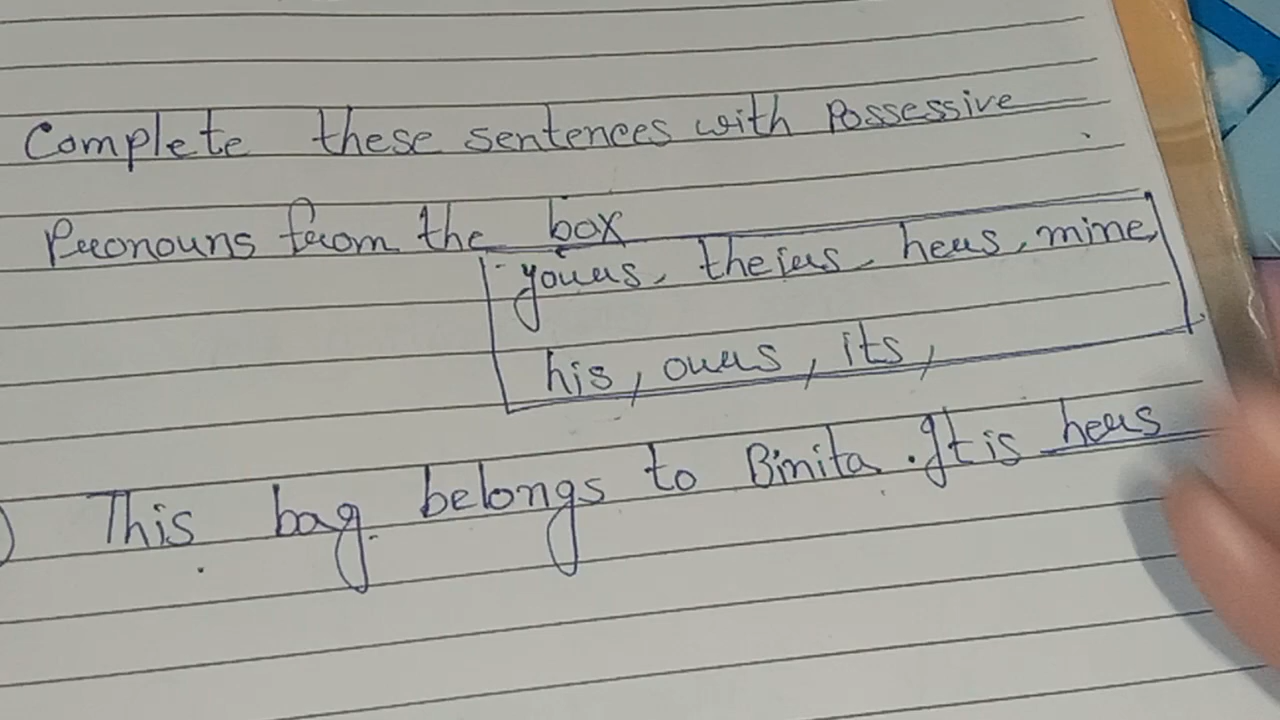 Complete these sentences with Possessive
Pronouns from the box
yours, theirs, hers, mine,
his, ours, its,
) This bag belongs to Binita. It is hers